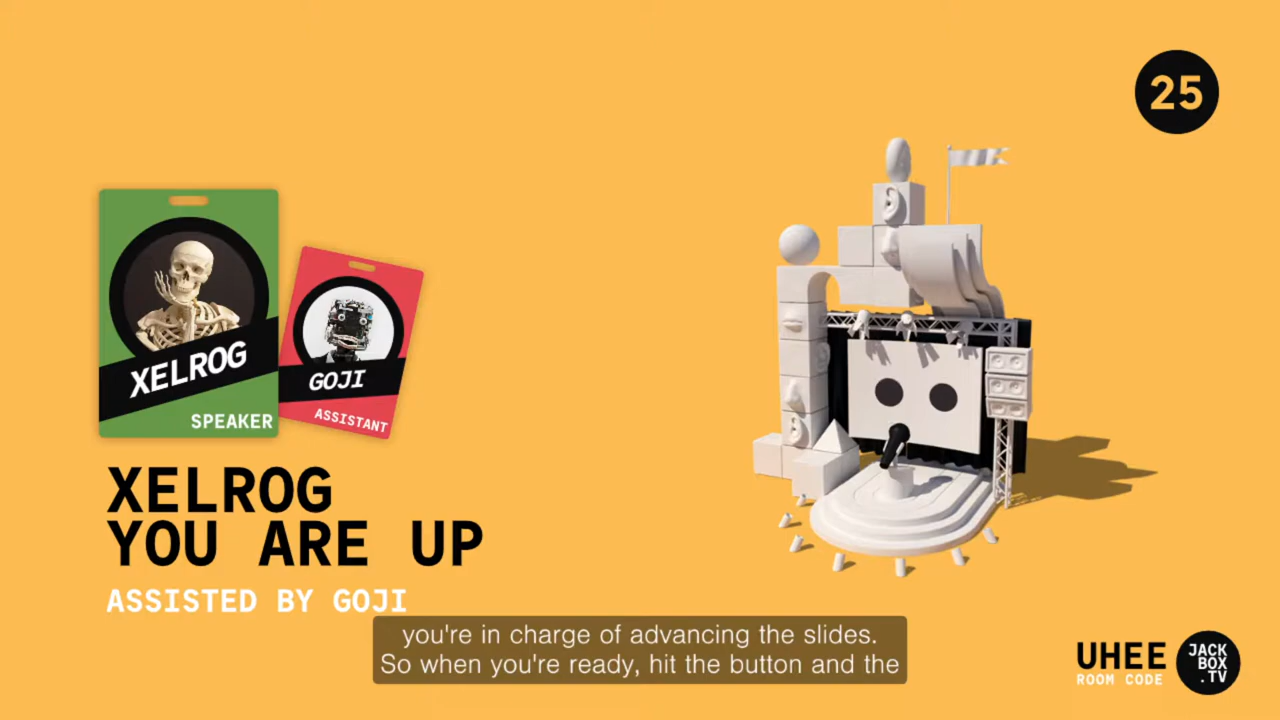 25
XELROG
SPEAKER
GOJI
ASSISTANT
XELROG
YOU ARE UP
ASSISTED BY GOJI
you're in charge of advancing the slides.
So when you're ready, hit the button and the
UHEE
ROOM CODE
JACK
BOX
.TV